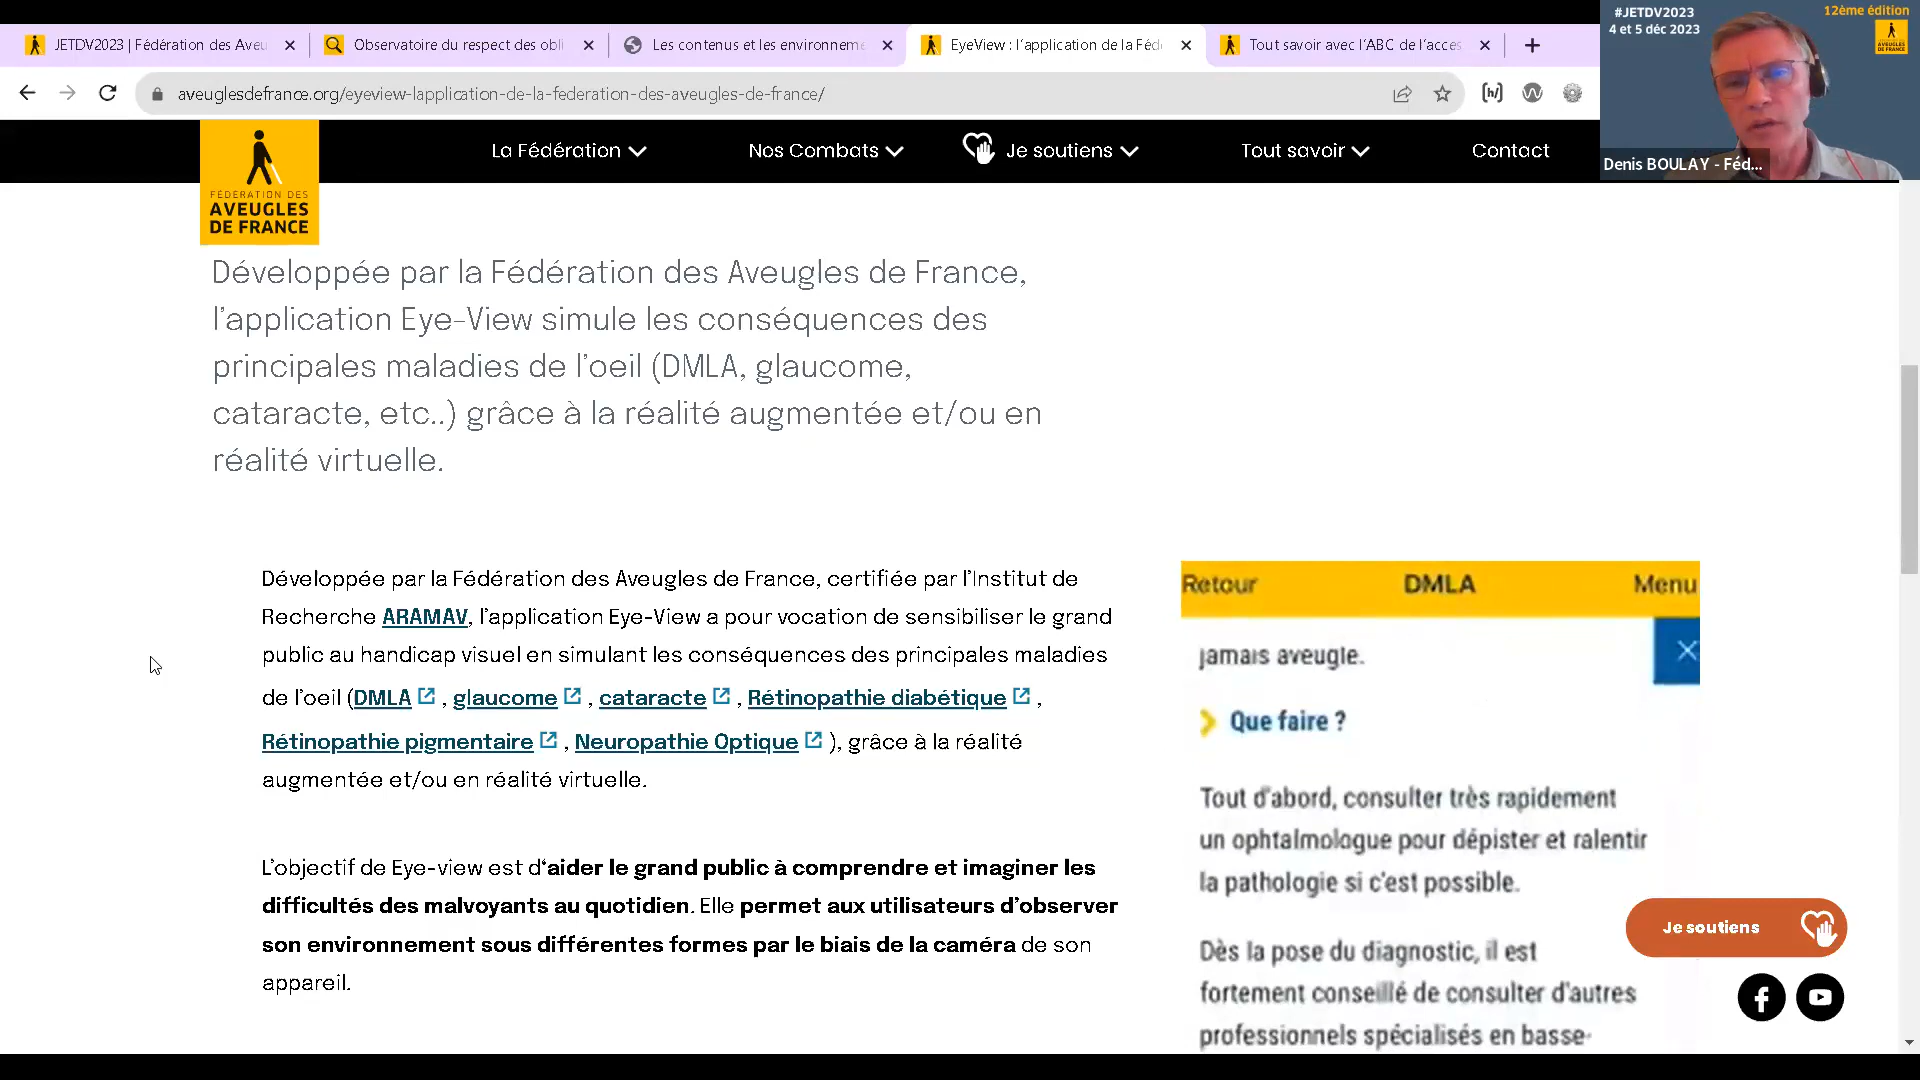 JETDV2023 | Fédération des Aveu
Observatoire du respect des obli
Les contenus et les environneme
EyeView : l'application de la Féd
Tout savoir avec l'ABC de l'acces
#JETDV2023
4 et 5 déc 2023
12ème édition
aveuglesdefrance.org/eyeview-lapplication-de-la-federation-des-aveugles-de-france/
Denis BOULAY - Féd...
La Fédération
Nos Combats
Je soutiens
Tout savoir
Contact
FÉDÉRATION DES
AVEUGLES
DE FRANCE
Développée par la Fédération des Aveugles de France,
l'application Eye-View simule les conséquences des
principales maladies de l'oeil (DMLA, glaucome,
cataracte, etc..) grâce à la réalité augmentée et/ou en
réalité virtuelle.
Développée par la Fédération des Aveugles de France, certifiée par l'Institut de
Recherche ARAMAV, l'application Eye-View a pour vocation de sensibiliser le grand
public au handicap visuel en simulant les conséquences des principales maladies
de l'oeil (DMLA , glaucome , cataracte , Rétinopathie diabétique ,
Rétinopathie pigmentaire , Neuropathie Optique ), grâce à la réalité
augmentée et/ou en réalité virtuelle.
L'objectif de Eye-view est d'aider le grand public à comprendre et imaginer les
difficultés des malvoyants au quotidien. Elle permet aux utilisateurs d'observer
son environnement sous différentes formes par le biais de la caméra de son
appareil.
Retour
DMLA
Menu
jamais aveugle.
Que faire ?
Tout d'abord, consulter très rapidement
un ophtalmologue pour dépister et ralentir
la pathologie si c'est possible.
Dès la pose du diagnostic, il est
fortement conseillé de consulter d'autres
professionnels spécialisés en basse-
Je soutiens